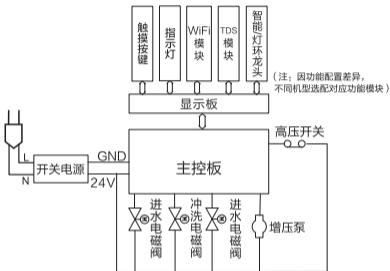 触摸按键
指示灯
WiFi模块
TDS模块
智能灯环龙头
(注：因功能配置差异，
不同机型选配对应功能模块)
显示板
高压开关
L
N
开关电源
GND
24V
主控板
进水电磁阀
冲洗电磁阀
进水电磁阀
增压泵